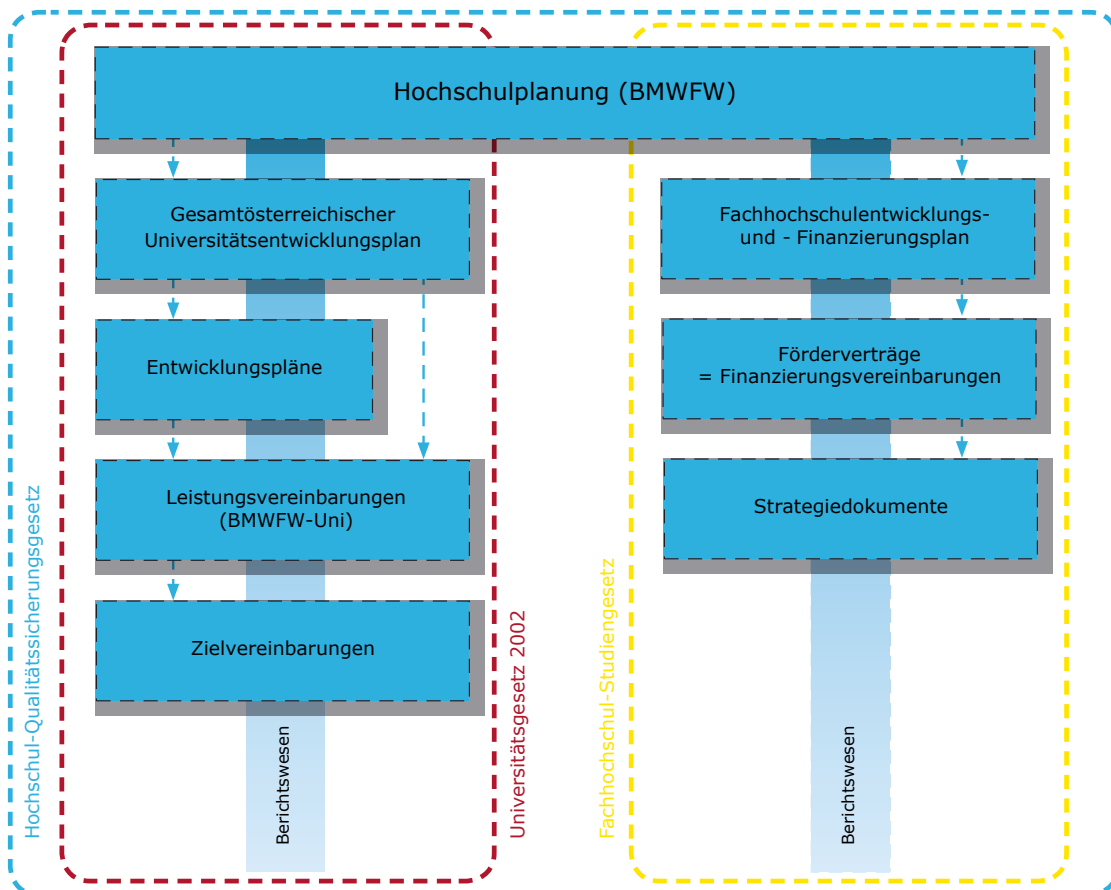 Hochschulplanung (BMWFW)
Gesamtösterreichischer
Universitätsentwicklungsplan
Entwicklungspläne
Leistungsvereinbarungen
(BMWFW-Uni)
Zielvereinbarungen
Berichtswesen
Fachhochschulentwicklungs-
und - Finanzierungsplan
Förderverträge
= Finanzierungsvereinbarungen
Strategiedokumente
Berichtswesen
Hochschul-Qualitätssicherungsgesetz
Universitätsgesetz 2002
Fachhochschul-Studiengesetz